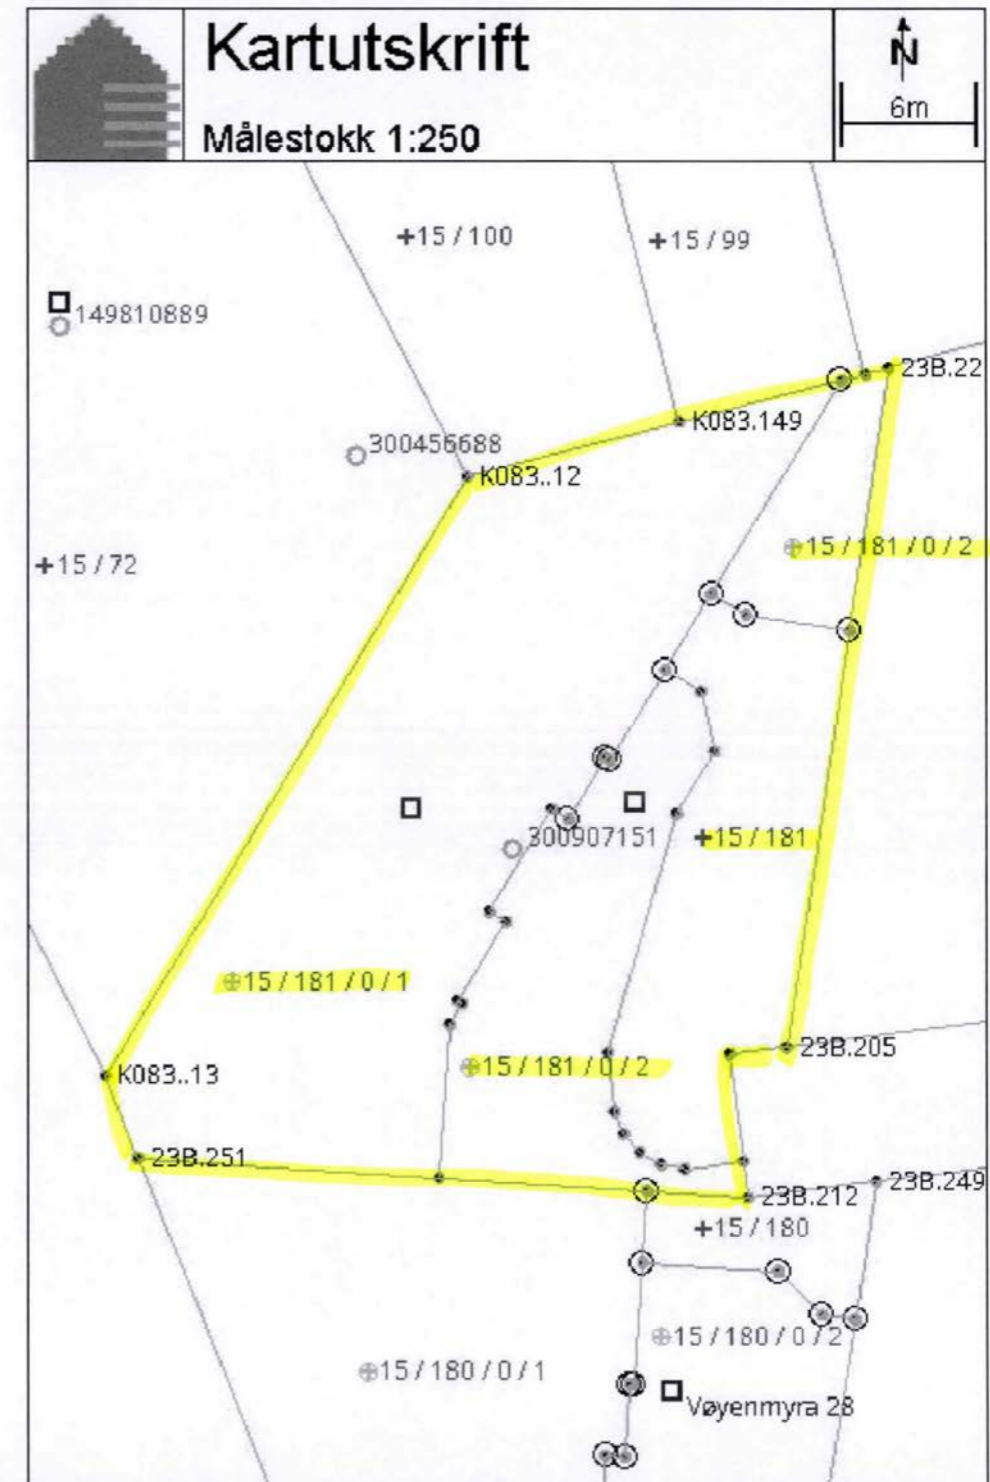 Kartutskrift
N
6m
Målestokk 1:250
+15 / 100
+15 / 99
149810889
23B.22
K083.149
300456688
K083..12
15 / 181 / 0 / 2
+15 / 72
300907151
+15 / 181
15 / 181 / 0 / 1
23B.205
15 / 181 / 0 / 2
K083..13
23B.251
23B.249
23B.212
+15 / 180
15 / 180 / 0 / 2
15 / 180 / 0 / 1
Vøyenmyra 28